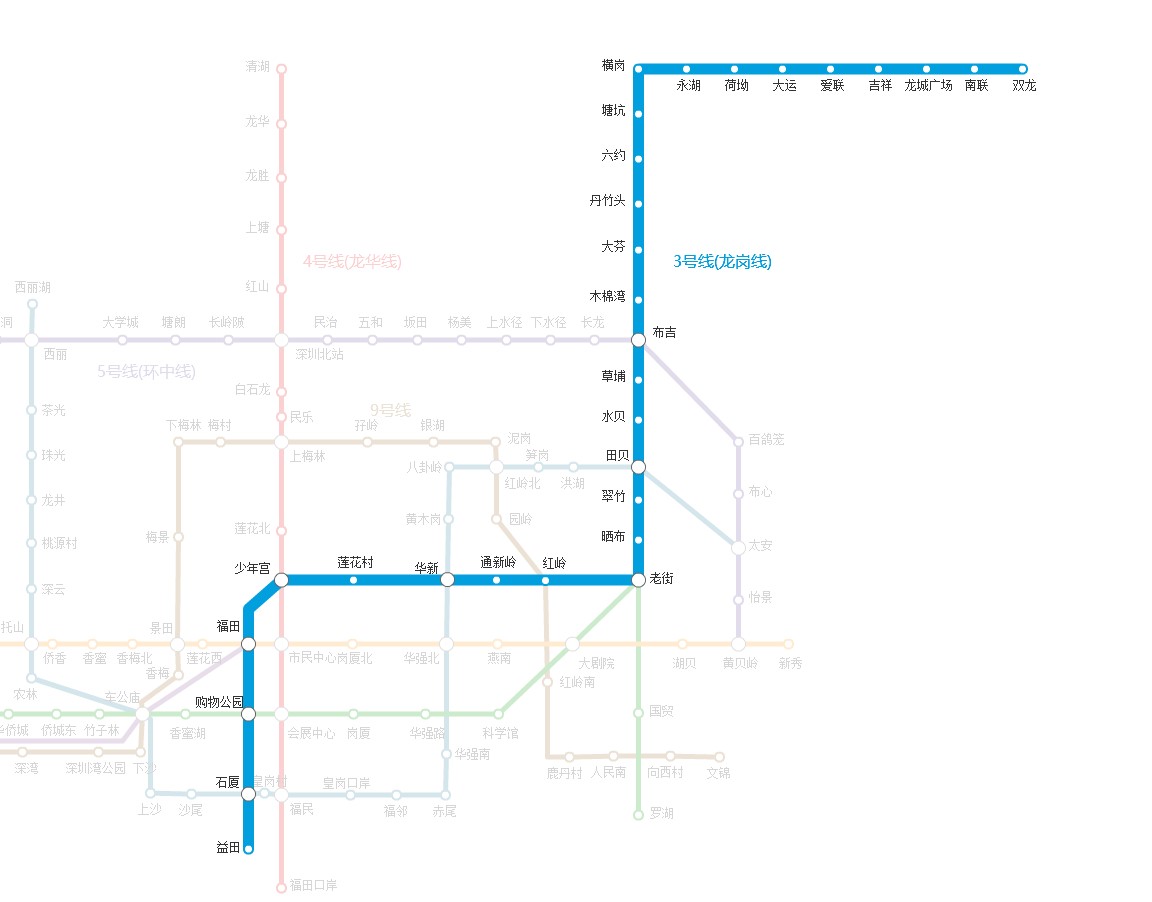 清湖
横岗
永湖
荷坳
大运
爱联
吉祥
龙城广场
南联
双龙
龙华
塘坑
六约
龙胜
丹竹头
上塘
大芬
4号线(龙华线)
3号线(龙岗线)
西丽湖
红山
木棉湾
洞
大学城
塘朗
长岭陂
民治
五和
坂田
杨美
上水径
下水径
长龙
布吉
西丽
深圳北站
5号线(环中线)
草埔
白石龙
9号线
茶光
民乐
水贝
下梅林
梅村
孖岭
银湖
泥岗
百鸽笼
珠光
上梅林
八卦岭
笋岗
田贝
红岭北
洪湖
布心
龙井
翠竹
黄木岗
园岭
莲花北
梅景
晒布
桃源村
太安
少年宫
莲花村
华新
通新岭
红岭
老街
深云
怡景
托山
景田
福田
侨香
香蜜
香梅北
莲花西
市民中心
岗厦北
华强北
燕南
大剧院
湖贝
黄贝岭
新秀
香梅
农林
车公庙
购物公园
红岭南
国贸
华侨城
侨城东
竹子林
香蜜湖
会展中心
岗厦
华强路
科学馆
华强南
深湾
深圳湾公园
下沙
鹿丹村
人民南
向西村
文锦
石厦
皇岗村
皇岗口岸
上沙
沙尾
福民
福邻
赤尾
罗湖
益田
福田口岸